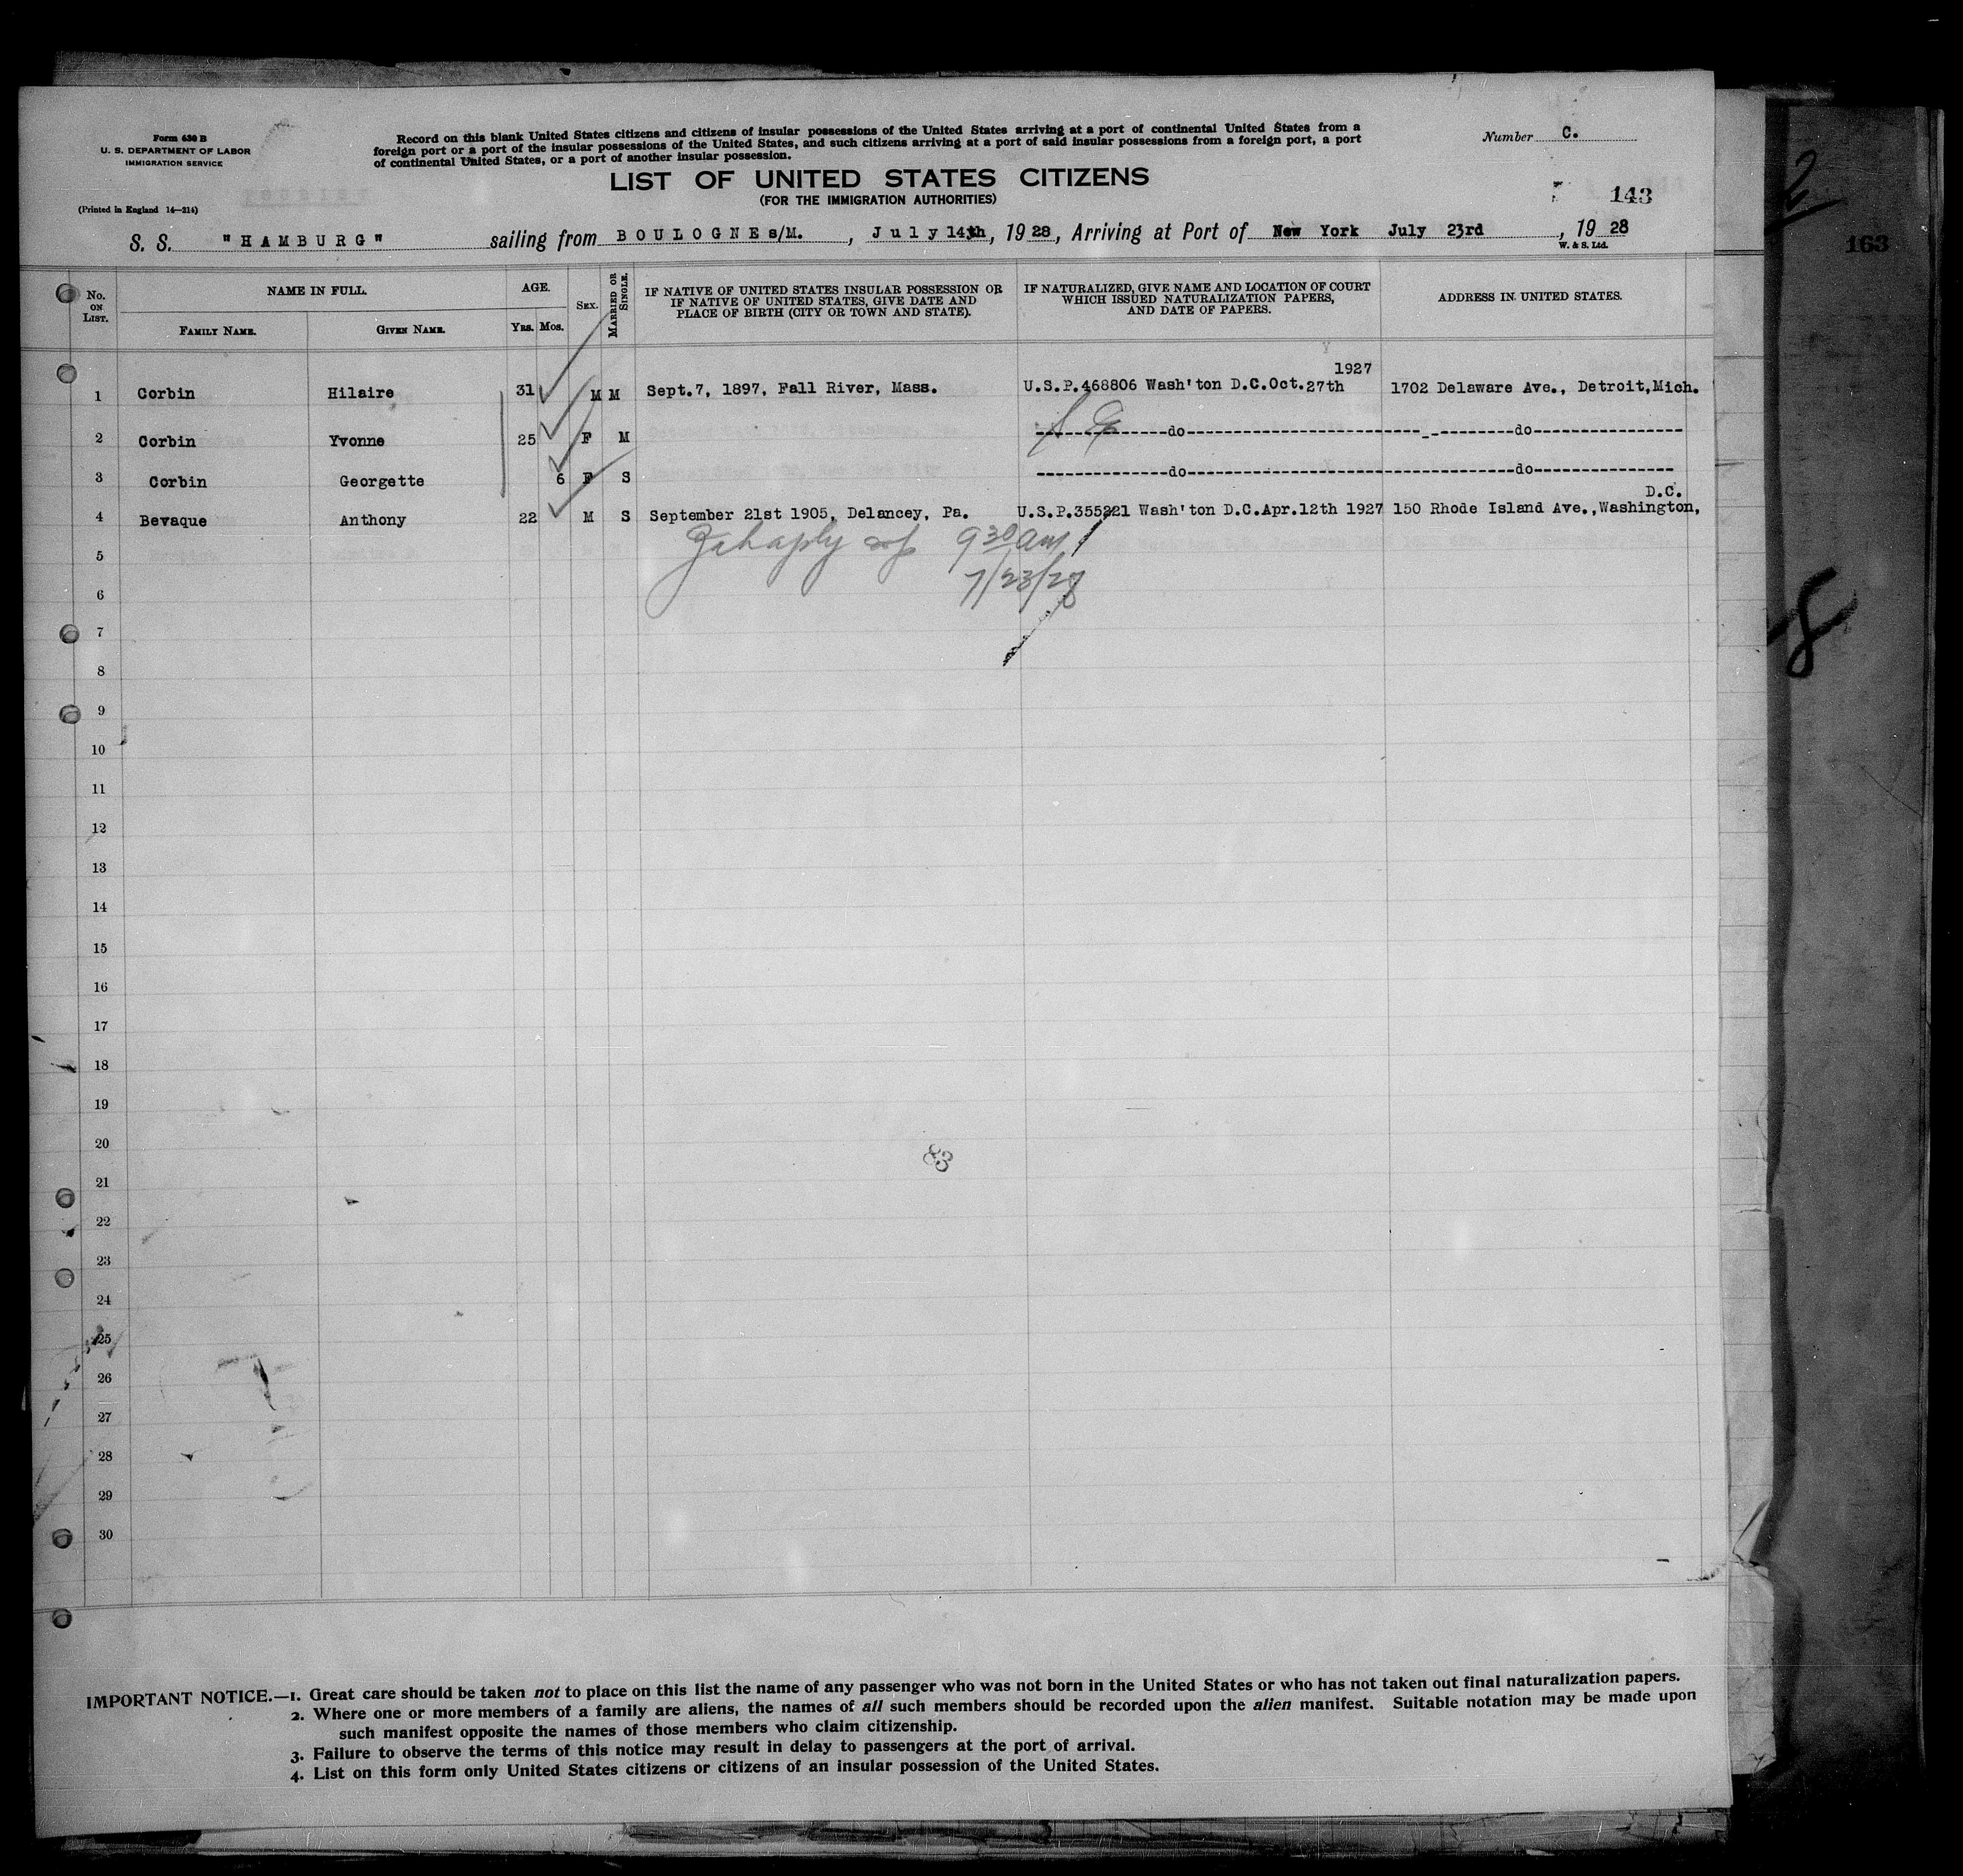 Form 630 B
U. S. DEPARTMENT OF LABOR
IMMIGRATION SERVICE
(Printed in England 14—214)
Record on this blank United States citizens and citizens of insular possessions of the United States arriving at a port of continental United States from a
foreign port or a port of the insular possessions of the United States, and such citizens arriving at a port of said insular possessions from a foreign port, a port
of continental United States, or a port of another insular possession.
Number C.
LIST OF UNITED STATES CITIZENS
(FOR THE IMMIGRATION AUTHORITIES)
143
163
S. S. "HAMBURG" sailing from BOULOGNE s/M. , July 14th, 1928, Arriving at Port of New York July 23rd , 1928
W. & S. Ltd.
No. ON LIST.
NAME IN FULL.
FAMILY NAME.
GIVEN NAME.
AGE.
YRS. MOS.
SEX.
MARRIED OR SINGLE.
IF NATIVE OF UNITED STATES INSULAR POSSESSION OR
IF NATIVE OF UNITED STATES, GIVE DATE AND
PLACE OF BIRTH (CITY OR TOWN AND STATE).
IF NATURALIZED, GIVE NAME AND LOCATION OF COURT
WHICH ISSUED NATURALIZATION PAPERS,
AND DATE OF PAPERS.
ADDRESS IN UNITED STATES.
1927
1 Corbin Hilaire 31 M M Sept.7, 1897, Fall River, Mass. U.S.P.468806 Wash'ton D.C.Oct.27th 1702 Delaware Ave., Detroit,Mich.
2 Corbin Yvonne 25 F M -------------do---------------------------------------do----------------
3 Corbin Georgette 6 F S --------------do---------------------------------------do---------------
D.C.
4 Bevaque Anthony 22 M S September 21st 1905, Delancey, Pa. U.S.P.355221 Wash'ton D.C.Apr.12th 1927 150 Rhode Island Ave.,Washington,
9 30 am
7/23/28
5
6
7
8
9
10
11
12
13
14
15
16
17
18
19
20
21
22
23
24
25
26
27
28
29
30
IMPORTANT NOTICE.—1. Great care should be taken not to place on this list the name of any passenger who was not born in the United States or who has not taken out final naturalization papers.
2. Where one or more members of a family are aliens, the names of all such members should be recorded upon the alien manifest. Suitable notation may be made upon
such manifest opposite the names of those members who claim citizenship.
3. Failure to observe the terms of this notice may result in delay to passengers at the port of arrival.
4. List on this form only United States citizens or citizens of an insular possession of the United States.